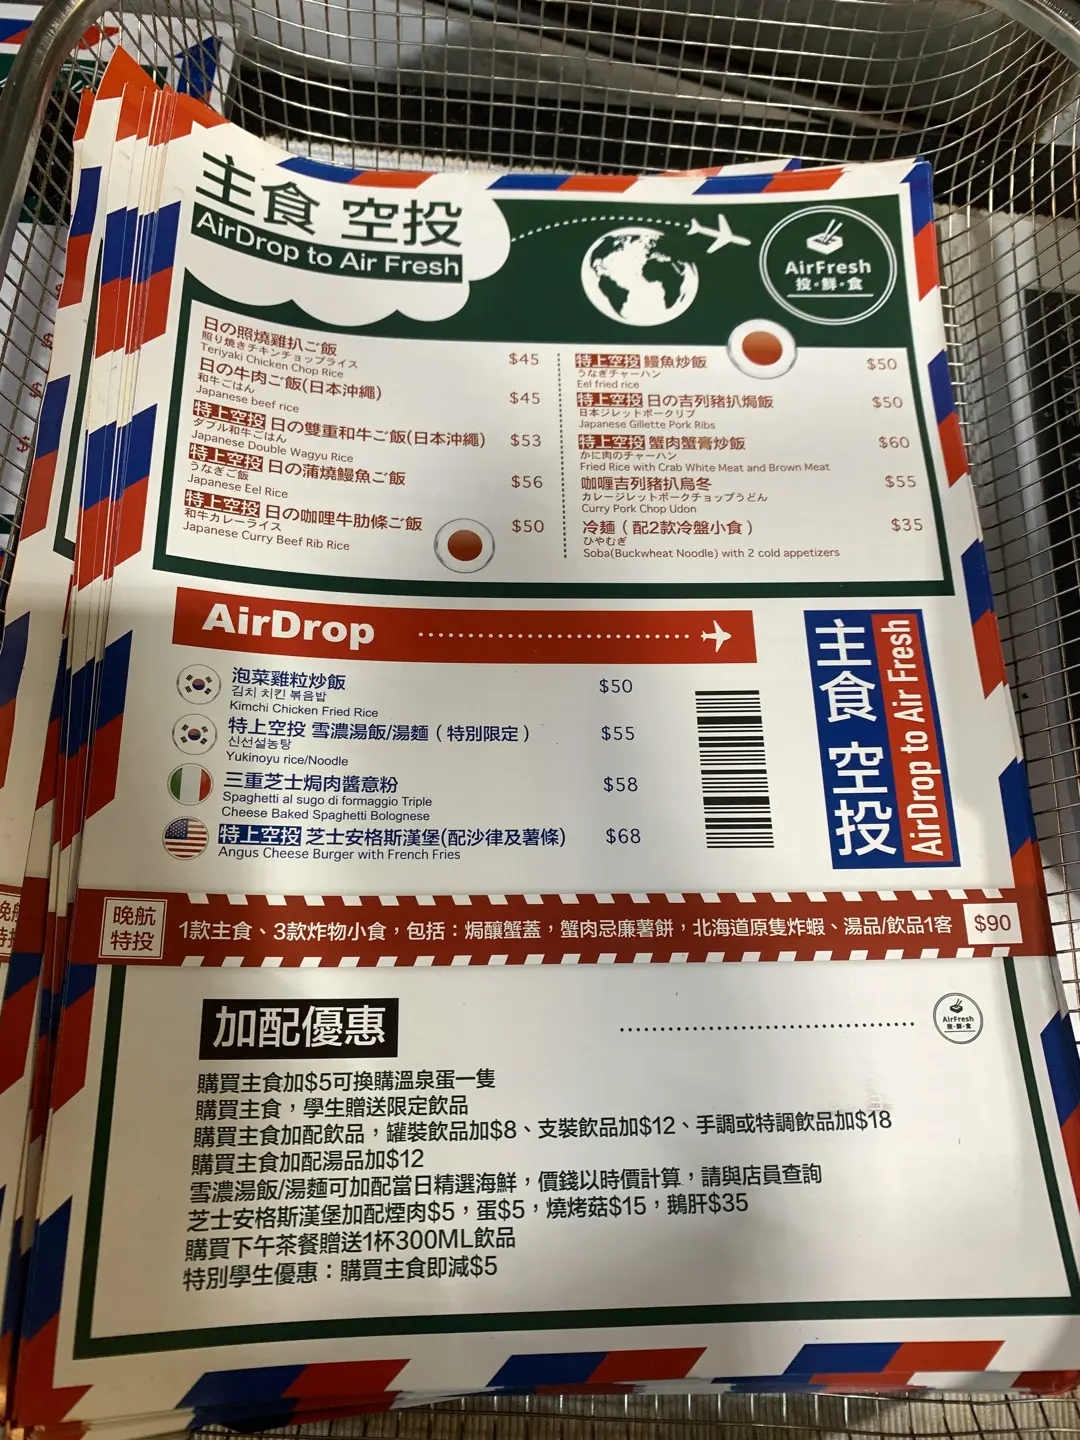 主食 空投
AirDrop to Air Fresh
AirFresh
投・鮮・食
日の照燒雞扒ご飯 $45
照り焼きチキンチョップライス
Teriyaki Chicken Chop Rice
日の牛肉ご飯(日本沖繩) $45
和牛ごはん
Japanese beef rice
特上空投 日の雙重和牛ご飯(日本沖繩) $53
ダブル和牛ごはん
Japanese Double Wagyu Rice
特上空投 日の蒲燒鰻魚ご飯 $56
うなぎご飯
Japanese Eel Rice
特上空投 日の咖哩牛肋條ご飯 $50
和牛カレーライス
Japanese Curry Beef Rib Rice
特上空投 鰻魚炒飯 $50
うなぎチャーハン
Eel fried rice
特上空投 日の吉列豬扒焗飯 $50
日本ジレットポークリブ
Japanese Gillette Pork Ribs
特上空投 蟹肉蟹膏炒飯 $60
かに肉のチャーハン
Fried Rice with Crab White Meat and Brown Meat
咖喱吉列豬扒烏冬 $55
カレージレットポークチョップうどん
Curry Pork Chop Udon
冷麺（配2款冷盤小食） $35
ひやむぎ
Soba(Buckwheat Noodle) with 2 cold appetizers
AirDrop
泡菜雞粒炒飯 $50
김치 치킨 볶음밥
Kimchi Chicken Fried Rice
特上空投 雪濃湯飯/湯麵（特別限定） $55
신선설농탕
Yukinoyu rice/Noodle
三重芝士焗肉醬意粉 $58
Spaghetti al sugo di formaggio Triple
Cheese Baked Spaghetti Bolognese
特上空投 芝士安格斯漢堡(配沙律及薯條) $68
Angus Cheese Burger with French Fries
主食 空投
AirDrop to Air Fresh
晚航
特投
1款主食、3款炸物小食，包括：焗釀蟹蓋，蟹肉忌廉薯餅，北海道原隻炸蝦、湯品/飲品1客 $90
加配優惠
AirFresh
投・鮮・食
購買主食加$5可換購溫泉蛋一隻
購買主食，學生贈送限定飲品
購買主食加配飲品，罐裝飲品加$8、支裝飲品加$12、手調或特調飲品加$18
購買主食加配湯品加$12
雪濃湯飯/湯麵可加配當日精選海鮮，價錢以時價計算，請與店員查詢
芝士安格斯漢堡加配煙肉$5，蛋$5，燒烤菇$15，鵝肝$35
購買下午茶餐贈送1杯300ML飲品
特別學生優惠：購買主食即減$5